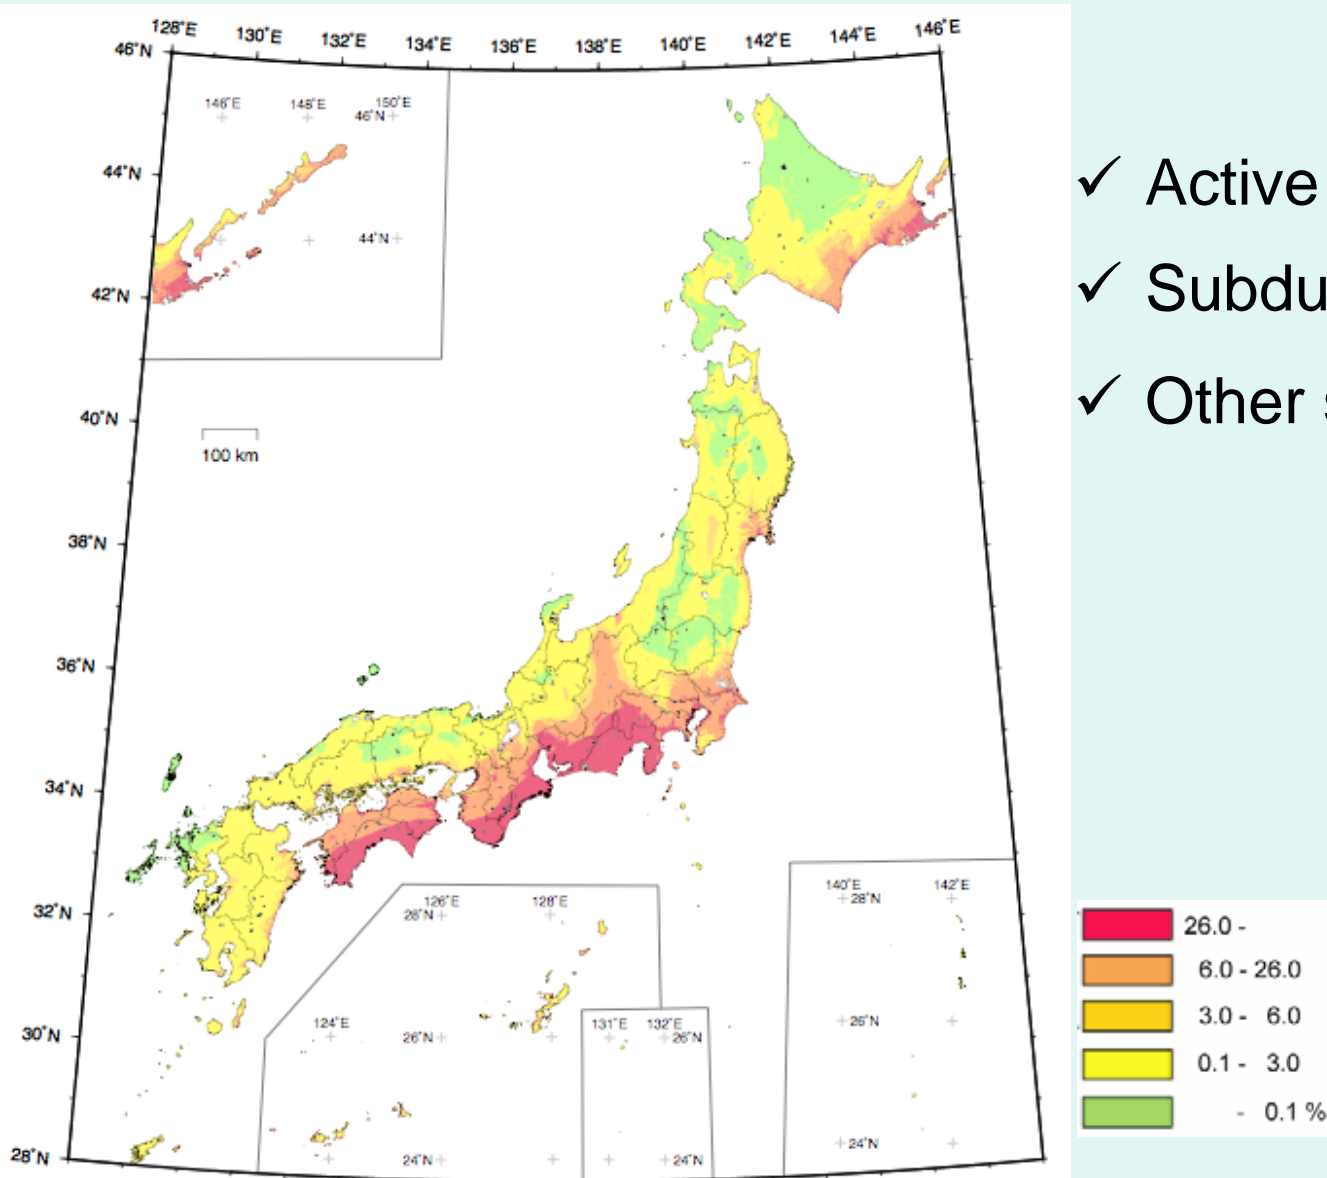 128°E 130°E 132°E 134°E 136°E 138°E 140°E 142°E 144°E 146°E
46°N
146°E 148°E 150°E
46°N
44°N
44°N
42°N
40°N
100 km
38°N
36°N
34°N
32°N
30°N
28°N
126°E 128°E
28°N
124°E
26°N
131°E 132°E
26°N
24°N
24°N
140°E 142°E
28°N
26°N
24°N
✓ Active
✓ Subdu
✓ Other s
26.0 -
6.0 - 26.0
3.0 - 6.0
0.1 - 3.0
- 0.1 %